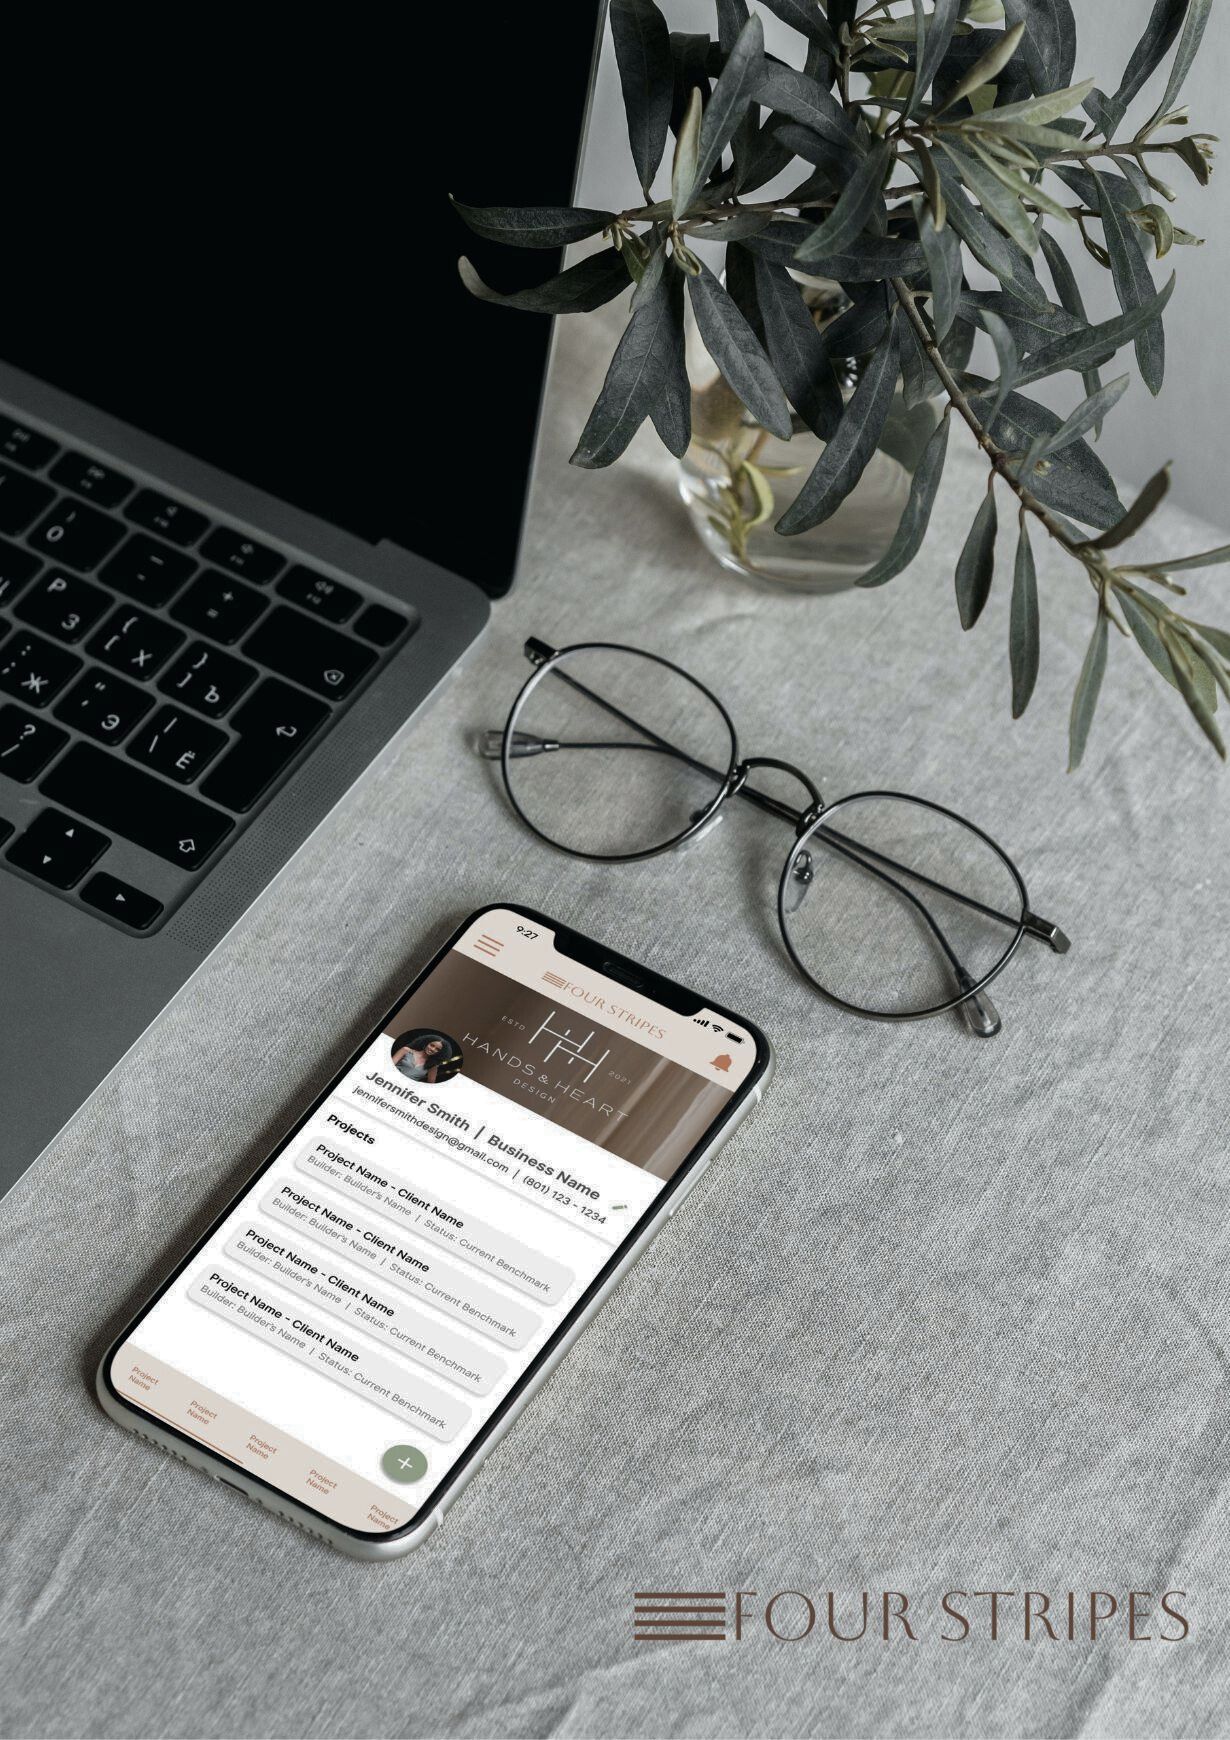 0
P
З
{
[
Х
}
]
Ъ
:
;
Ж
"
'
Э
\
Ë
?
/
+
=
-
9:27
FOUR STRIPES
ESTD
HH
2021
HANDS & HEART
DESIGN
Jennifer Smith | Business Name
jennifersmithdesign@gmail.com | (801) 123 - 1234
Projects
Project Name - Client Name
Builder: Builder's Name | Status: Current Benchmark
Project Name - Client Name
Builder: Builder's Name | Status: Current Benchmark
Project Name - Client Name
Builder: Builder's Name | Status: Current Benchmark
Project Name - Client Name
Builder: Builder's Name | Status: Current Benchmark
Project
Name
Project
Name
Project
Name
Project
Name
Project
Name
+
FOUR STRIPES